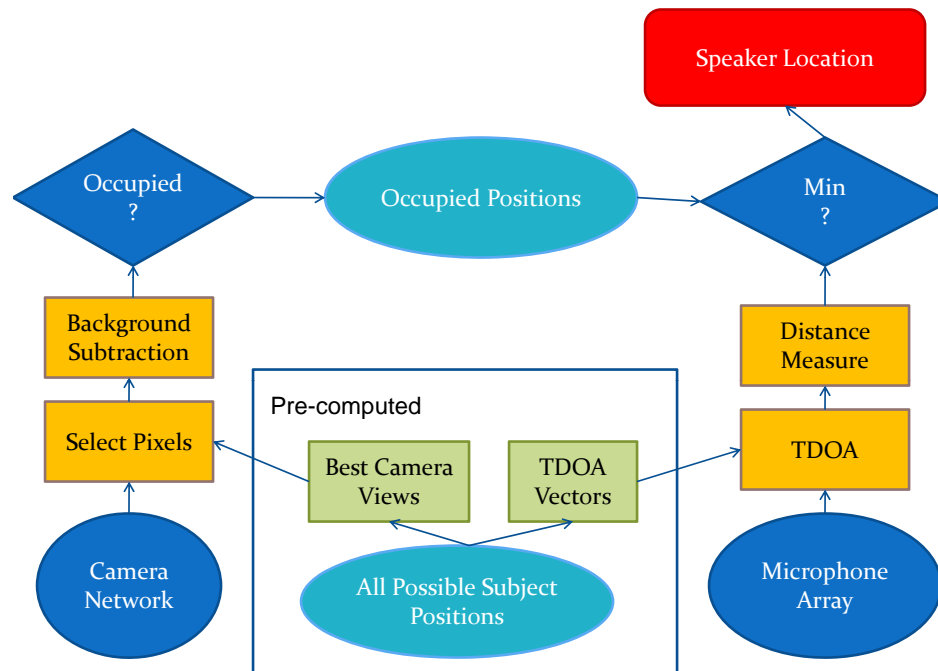 Speaker Location
Occupied
?
Occupied Positions
Min
?
Background
Subtraction
Distance
Measure
Pre-computed
Select Pixels
Best Camera
Views
TDOA
Vectors
TDOA
Camera
Network
All Possible Subject
Positions
Microphone
Array